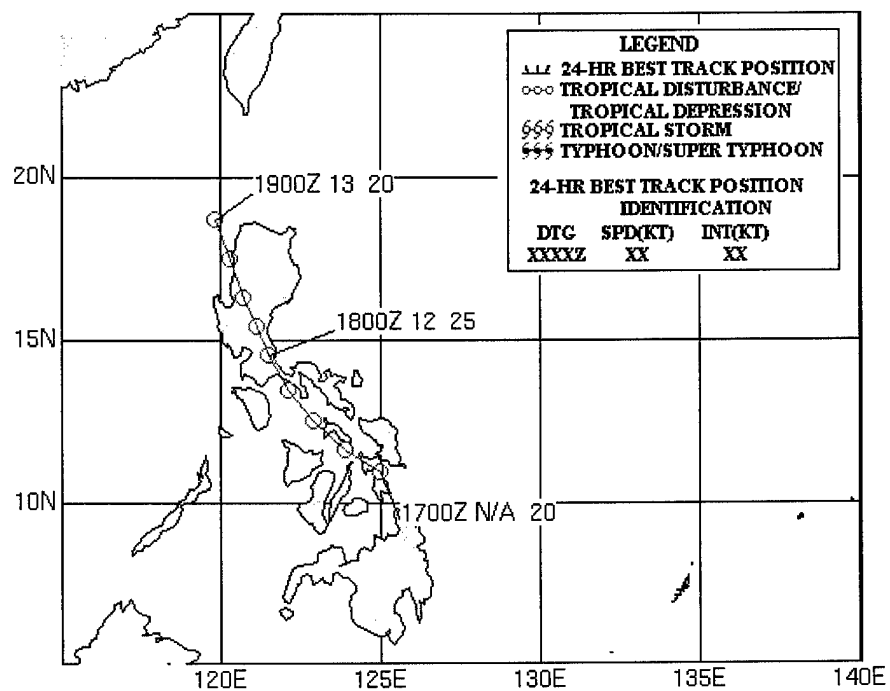 LEGEND
24-HR BEST TRACK POSITION
TROPICAL DISTURBANCE/
TROPICAL DEPRESSION
TROPICAL STORM
TYPHOON/SUPER TYPHOON
24-HR BEST TRACK POSITION
IDENTIFICATION
DTG SPD(KT) INT(KT)
XXXXZ XX XX
20N
1900Z 13 20
15N
1800Z 12 25
10N
1700Z N/A 20
120E 125E 130E 135E 140E